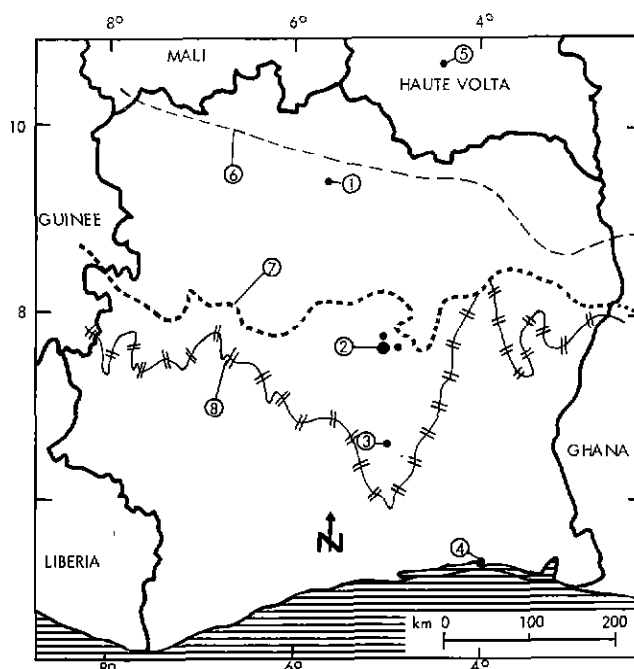 8° 6° 4°
MALI
⑤
HAUTE VOLTA
10
⑥ ①
GUINEE
⑦
8
②
⑧
③
GHANA
N
④
LIBERIA
km 0 100 200
8° 6° 4°